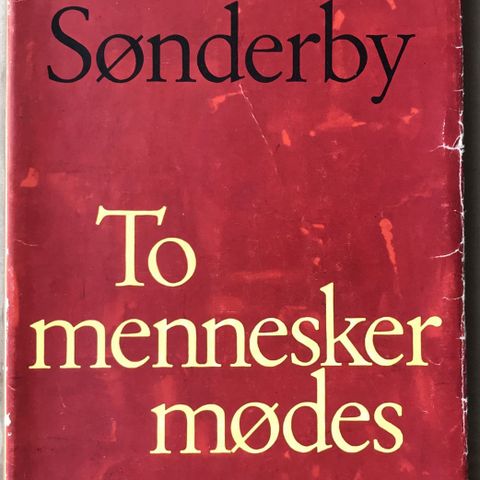 Sønderby
To
mennesker
mødes